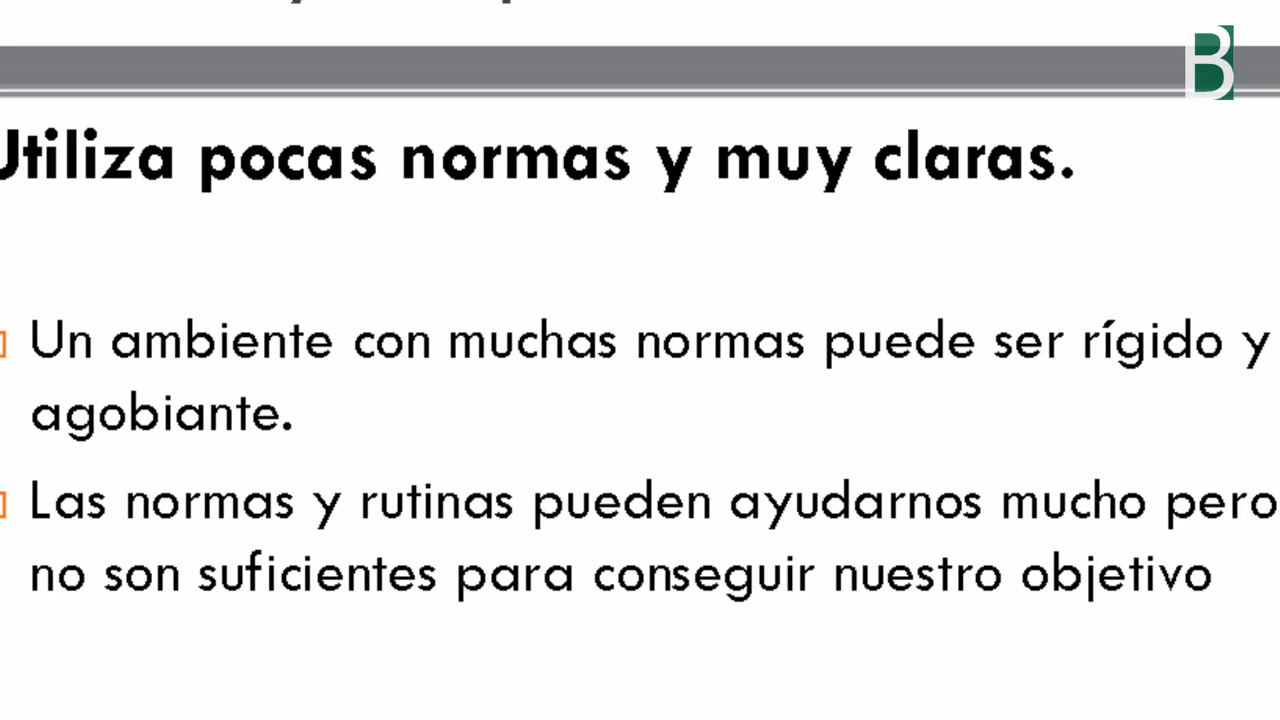 Utiliza pocas normas y muy claras.
Un ambiente con muchas normas puede ser rígido y
agobiante.
Las normas y rutinas pueden ayudarnos mucho pero
no son suficientes para conseguir nuestro objetivo
B